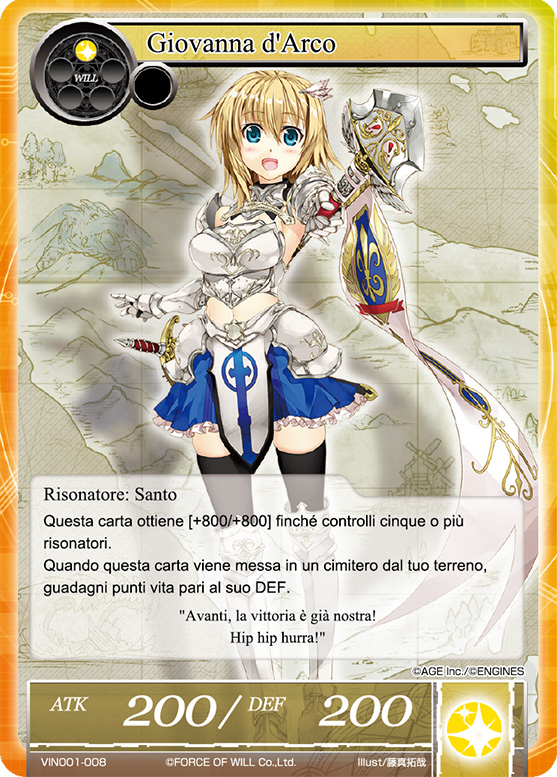 Giovanna d'Arco
WILL
Risonatore: Santo
Questa carta ottiene [+800/+800] finché controlli cinque o più
risonatori.
Quando questa carta viene messa in un cimitero dal tuo terreno,
guadagni punti vita pari al suo DEF.
"Avanti, la vittoria è già nostra!
Hip hip hurra!"
©AGE Inc./©ENGINES
ATK 200 / DEF 200
VIN001-008 ©FORCE OF WILL Co.,Ltd. Illust/藤真拓哉